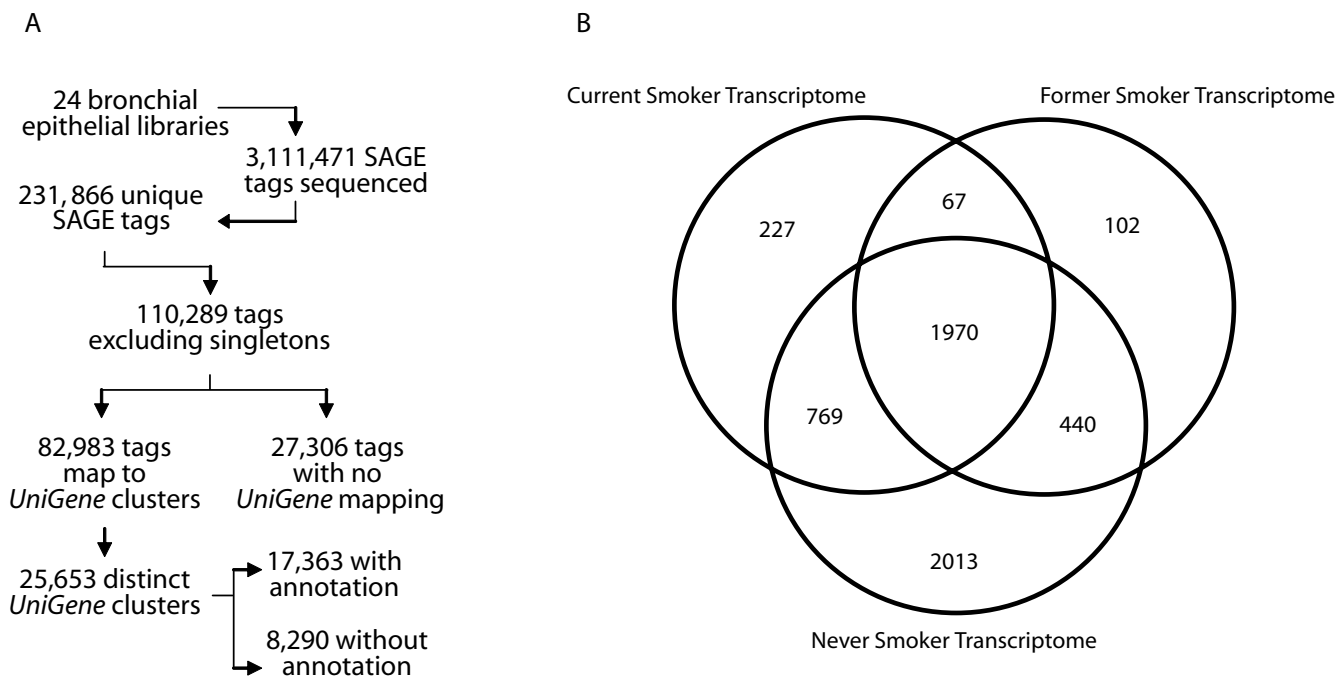 A
24 bronchial
epithelial libraries
3,111,471 SAGE
tags sequenced
231,866 unique
SAGE tags
110,289 tags
excluding singletons
82,983 tags
map to
UniGene clusters
27,306 tags
with no
UniGene mapping
25,653 distinct
UniGene clusters
17,363 with
annotation
8,290 without
annotation
B
Current Smoker Transcriptome
Former Smoker Transcriptome
67
227
102
1970
769
440
2013
Never Smoker Transcriptome